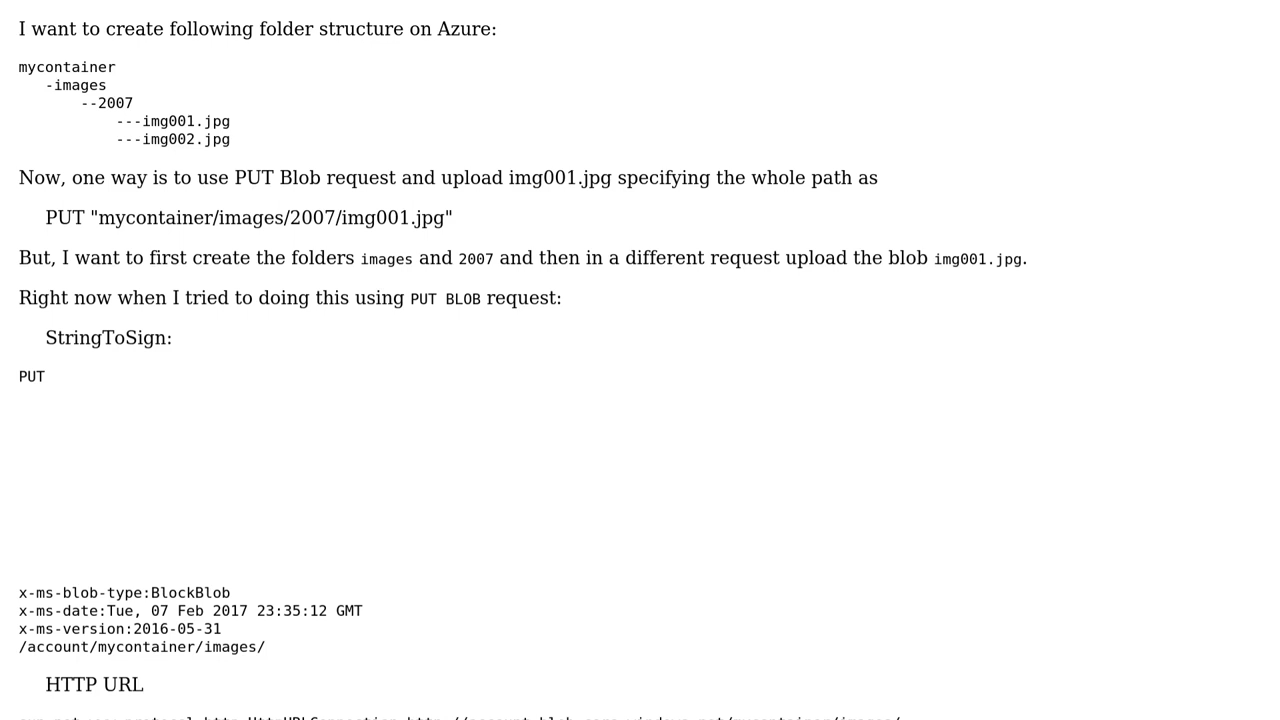 I want to create following folder structure on Azure:
mycontainer
-images
--2007
---img001.jpg
---img002.jpg
Now, one way is to use PUT Blob request and upload img001.jpg specifying the whole path as
PUT "mycontainer/images/2007/img001.jpg"
But, I want to first create the folders images and 2007 and then in a different request upload the blob img001.jpg.
Right now when I tried to doing this using PUT BLOB request:
StringToSign:
PUT
x-ms-blob-type:BlockBlob
x-ms-date:Tue, 07 Feb 2017 23:35:12 GMT
x-ms-version:2016-05-31
/account/mycontainer/images/
HTTP URL